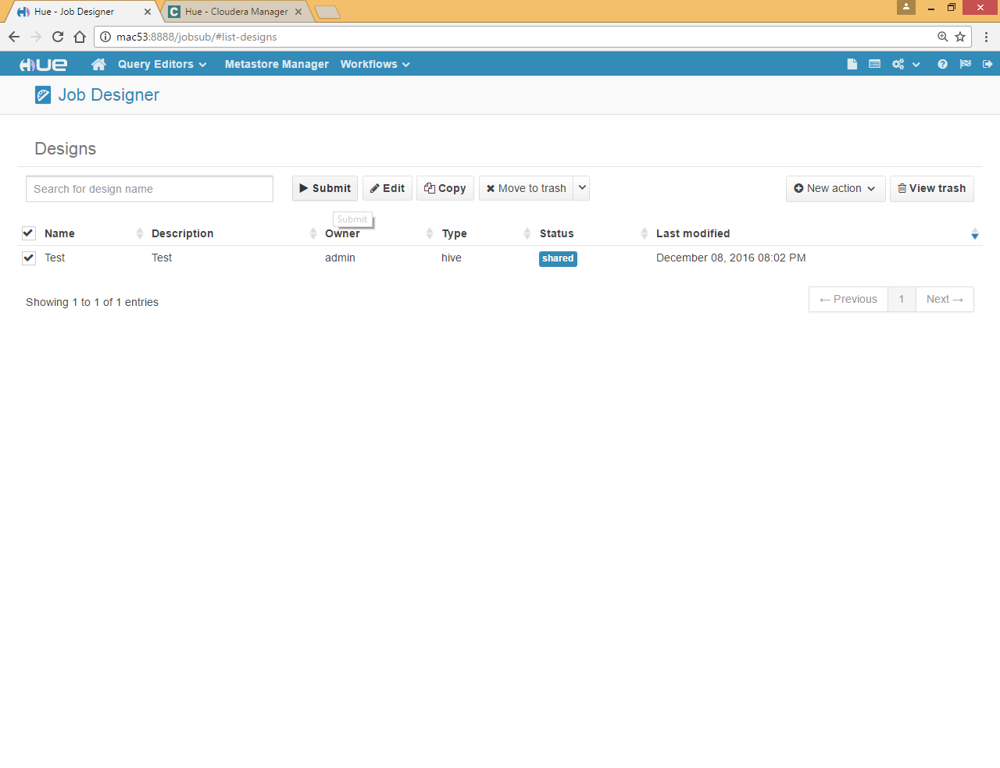 Hue - Job Designer
Hue - Cloudera Manager
mac53:8888/jobsub/#list-designs
HUE Query Editors Metastore Manager Workflows
Job Designer
Designs
Search for design name Submit Edit Copy Move to trash New action View trash
Submit
Name Description Owner Type Status Last modified
Test Test admin hive shared December 08, 2016 08:02 PM
Showing 1 to 1 of 1 entries
← Previous 1 Next →